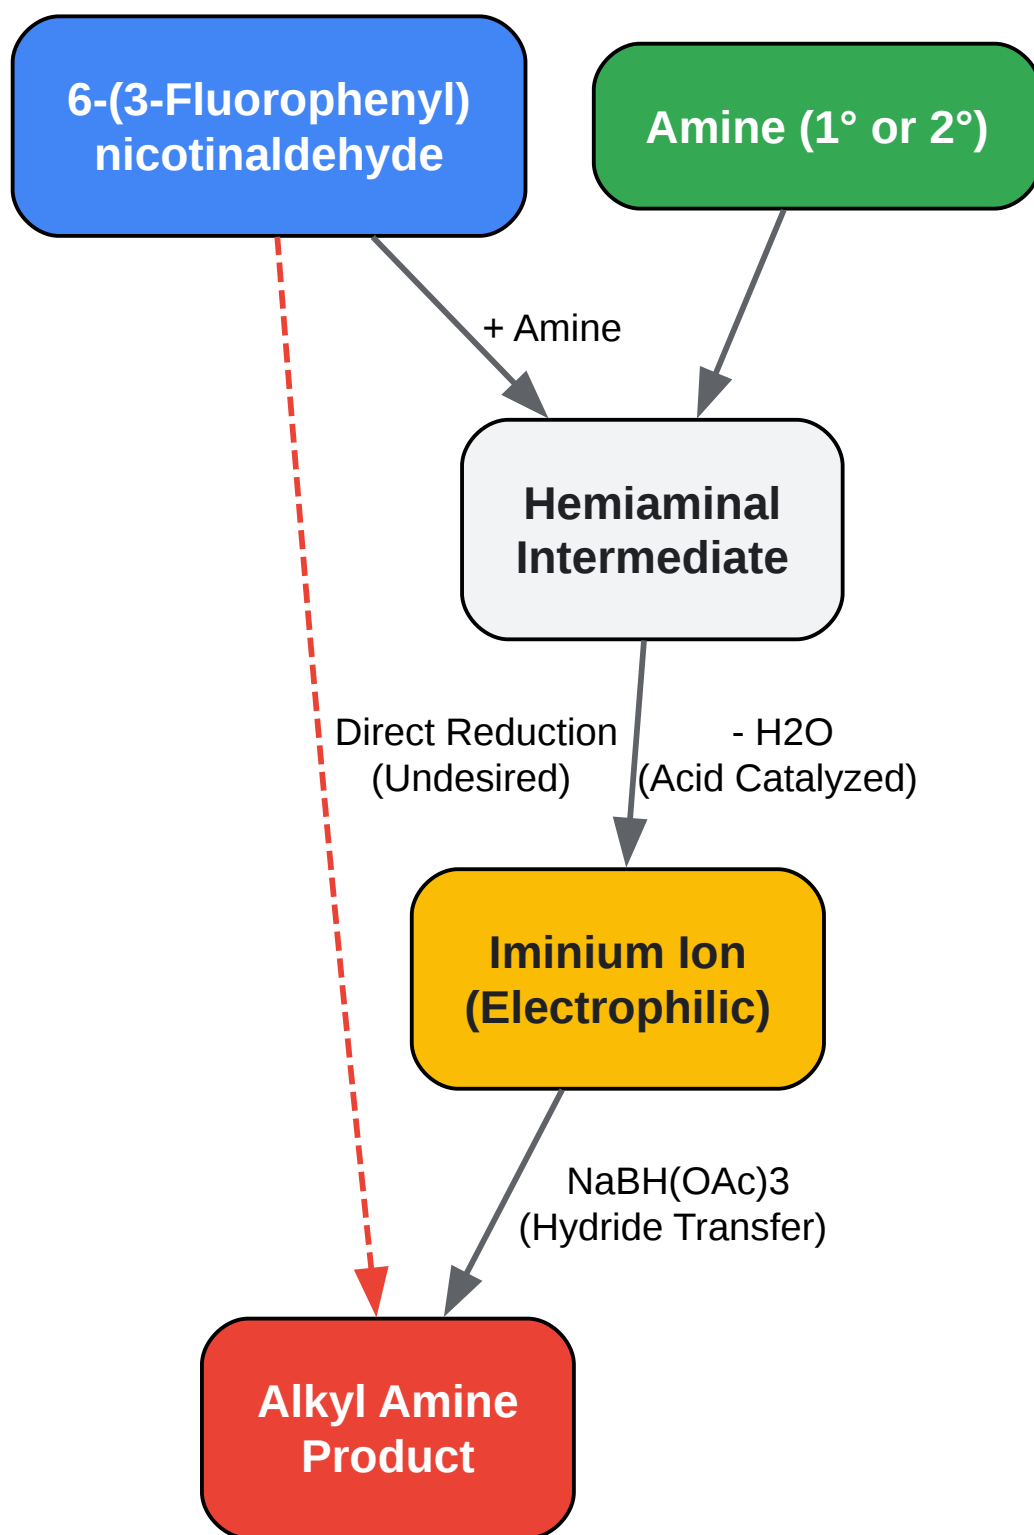 6-(3-Fluorophenyl)
nicotinaldehyde
Amine (1° or 2°)
+ Amine
Hemiaminal
Intermediate
Direct Reduction
(Undesired)
- H2O
(Acid Catalyzed)
Iminium Ion
(Electrophilic)
NaBH(OAc)3
(Hydride Transfer)
Alkyl Amine
Product